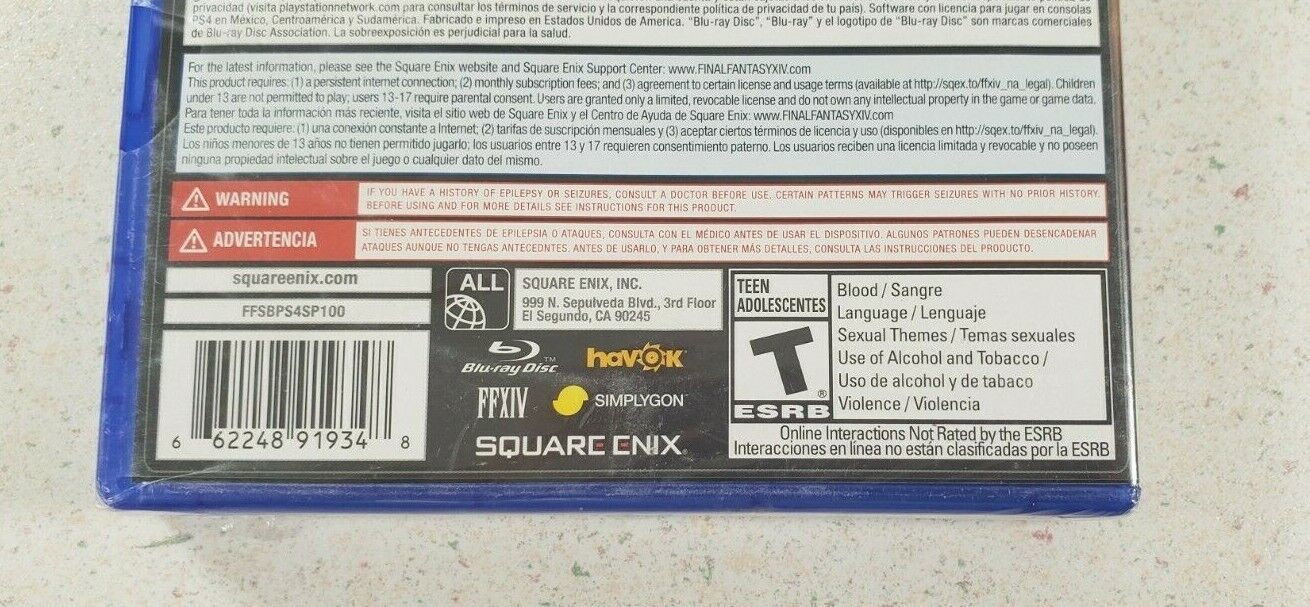 privacidad (visita playstationnetwork.com para consultar los términos de servicio y la correspondiente política de privacidad de tu país). Software con licencia para jugar en consolas
PS4 en México, Centroamérica y Sudamérica. Fabricado e impreso en Estados Unidos de America. "Blu-ray Disc", "Blu-ray" y el logotipo de "Blu-ray Disc" son marcas comerciales
de Blu-ray Disc Association. La sobreexposición es perjudicial para la salud.
For the latest information, please see the Square Enix website and Square Enix Support Center: www.FINALFANTASYXIV.com
This product requires: (1) a persistent internet connection; (2) monthly subscription fees; and (3) agreement to certain license and usage terms (available at http://sqex.to/ffxiv_na_legal). Children
under 13 are not permitted to play; users 13-17 require parental consent. Users are granted only a limited, revocable license and do not own any intellectual property in the game or game data.
Para tener toda la información más reciente, visita el sitio web de Square Enix y el Centro de Ayuda de Square Enix: www.FINALFANTASYXIV.com
Este producto requiere: (1) una conexión constante a Internet; (2) tarifas de suscripción mensuales y (3) aceptar ciertos términos de licencia y uso (disponibles en http://sqex.to/ffxiv_na_legal).
Los niños menores de 13 años no tienen permitido jugarlo; los usuarios entre 13 y 17 requieren consentimiento paterno. Los usuarios reciben una licencia limitada y revocable y no poseen
ninguna propiedad intelectual sobre el juego o cualquier dato del mismo.
WARNING
IF YOU HAVE A HISTORY OF EPILEPSY OR SEIZURES, CONSULT A DOCTOR BEFORE USE. CERTAIN PATTERNS MAY TRIGGER SEIZURES WITH NO PRIOR HISTORY.
BEFORE USING AND FOR MORE DETAILS SEE INSTRUCTIONS FOR THIS PRODUCT.
ADVERTENCIA
SI TIENES ANTECEDENTES DE EPILEPSIA O ATAQUES, CONSULTA CON EL MÉDICO ANTES DE USAR EL DISPOSITIVO. ALGUNOS PATRONES PUEDEN DESENCADENAR
ATAQUES AUNQUE NO TENGAS ANTECEDNTES. ANTES DE USARLO, Y PARA OBTENER MÁS DETALLES, CONSULTA LAS INSTRUCCIONES DEL PRODUCTO.
squareenix.com
FFSBPS4SP100
6 62248 91934 8
ALL
SQUARE ENIX, INC.
999 N. Sepulveda Blvd., 3rd Floor
El Segundo, CA 90245
Blu-ray Disc™
havok
FFXIV
SIMPLYGON
SQUARE ENIX®
TEEN
ADOLESCENTES
T
®
ESRB
Blood / Sangre
Language / Lenguaje
Sexual Themes / Temas sexuales
Use of Alcohol and Tobacco /
Uso de alcohol y de tabaco
Violence / Violencia
Online Interactions Not Rated by the ESRB
Interacciones en línea no están clasificadas por la ESRB